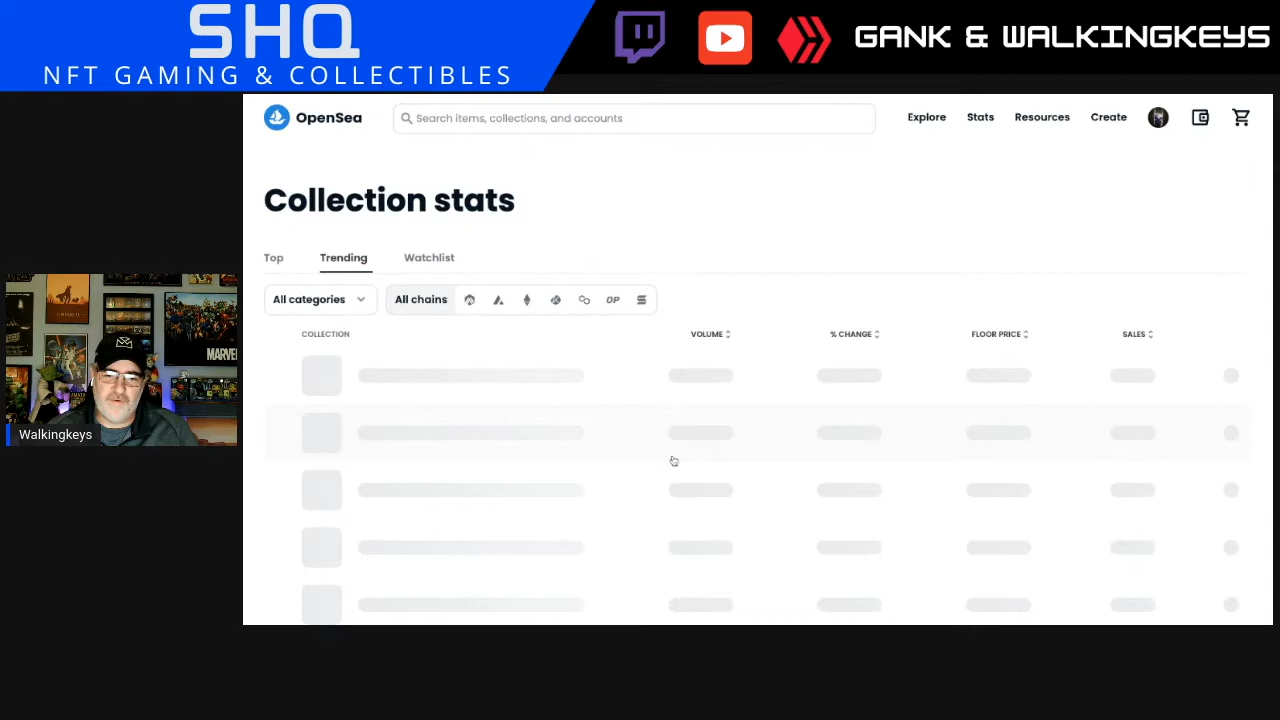 SHQ
NFT GAMING & COLLECTIBLES
GANK & WALKINGKEYS
OpenSea
Search items, collections, and accounts
Explore
Stats
Resources
Create
Collection stats
Top
Trending
Watchlist
All categories
All chains
OP
COLLECTION
VOLUME
% CHANGE
FLOOR PRICE
SALES
MARVEL
Walkingkeys